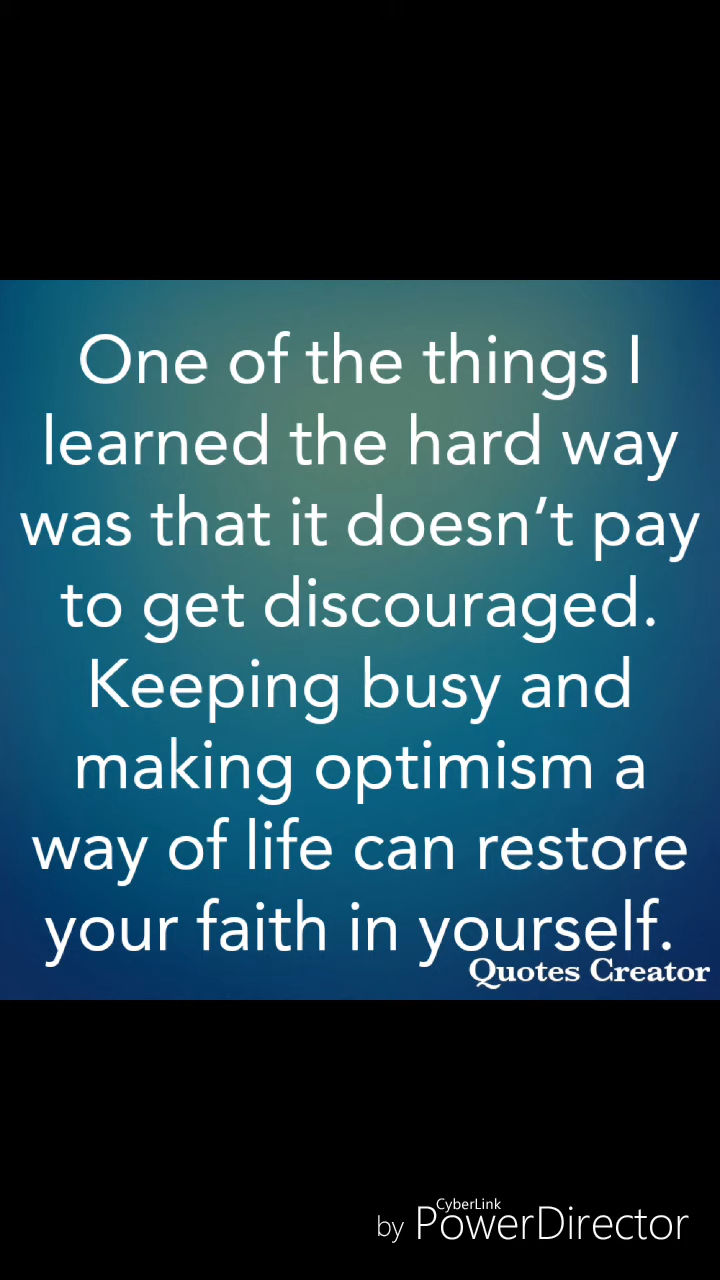 One of the things I
learned the hard way
was that it doesn’t pay
to get discouraged.
Keeping busy and
making optimism a
way of life can restore
your faith in yourself.
Quotes Creator
CyberLink
by PowerDirector